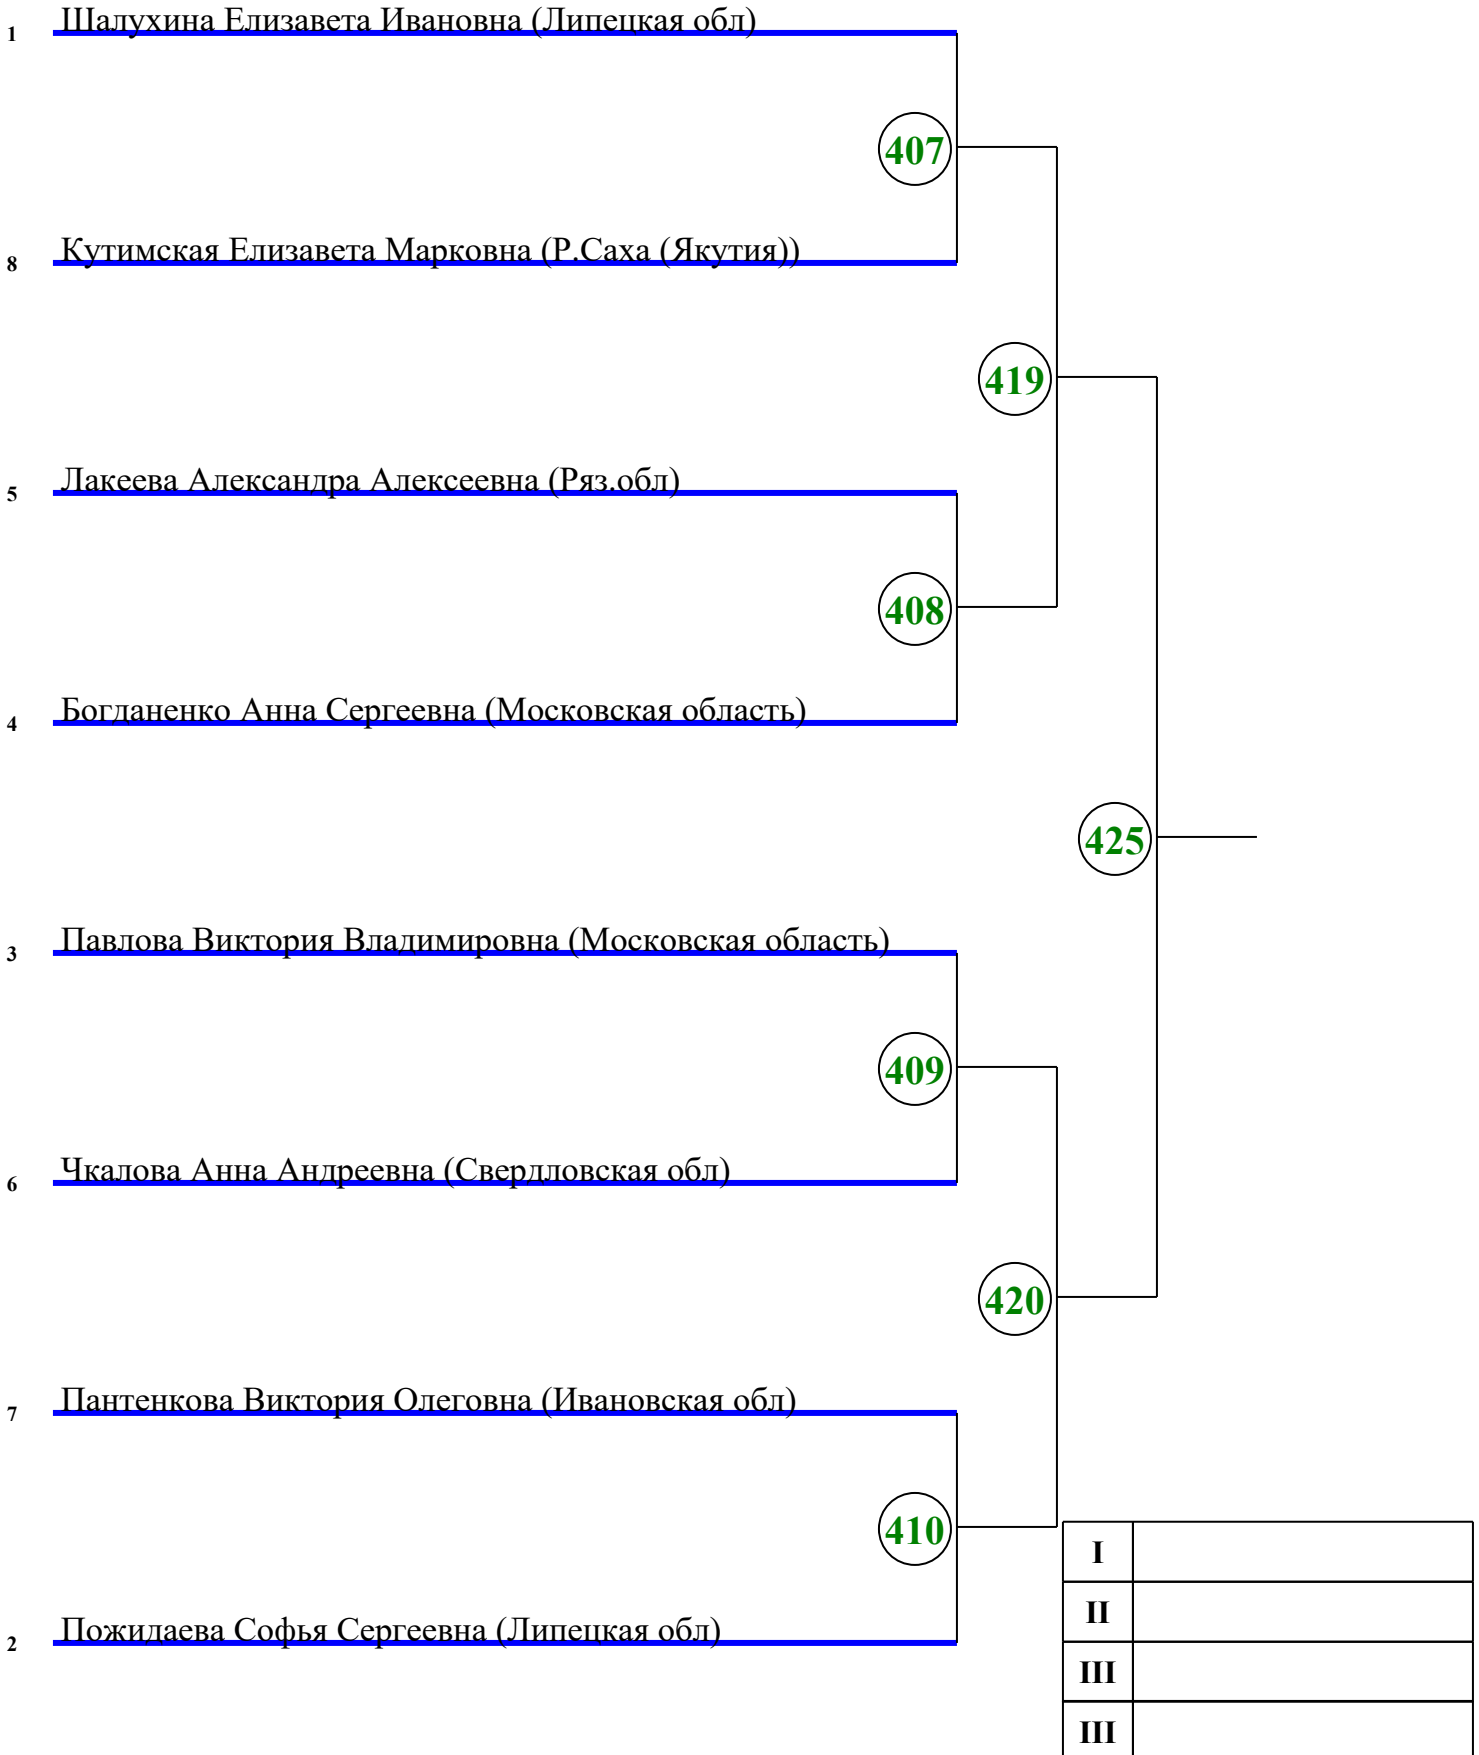 1 Шалухина Елизавета Ивановна (Липецкая обл)
407
8 Кутимская Елизавета Марковна (Р.Саха (Якутия))
419
5 Лакеева Александра Алексеевна (Ряз.обл)
408
4 Богданенко Анна Сергеевна (Московская область)
425
3 Павлова Виктория Владимировна (Московская область)
409
6 Чкалова Анна Андреевна (Свердловская обл)
420
7 Пантенкова Виктория Олеговна (Ивановская обл)
410
I
II
2 Пожидаева Софья Сергеевна (Липецкая обл)
III
III